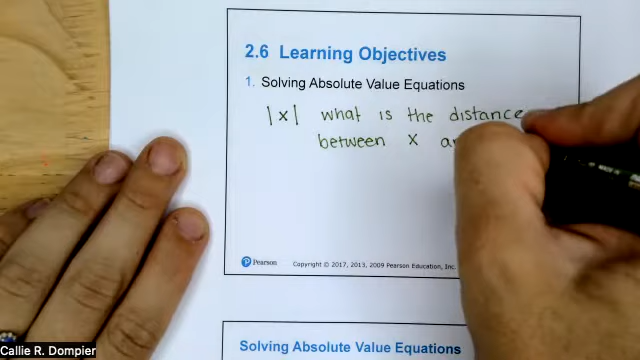 2.6 Learning Objectives
1. Solving Absolute Value Equations
|x| what is the distance
between x
Pearson Copyright © 2017, 2013, 2009 Pearson Education, Inc.
Solving Absolute Value Equations
Callie R. Dompier